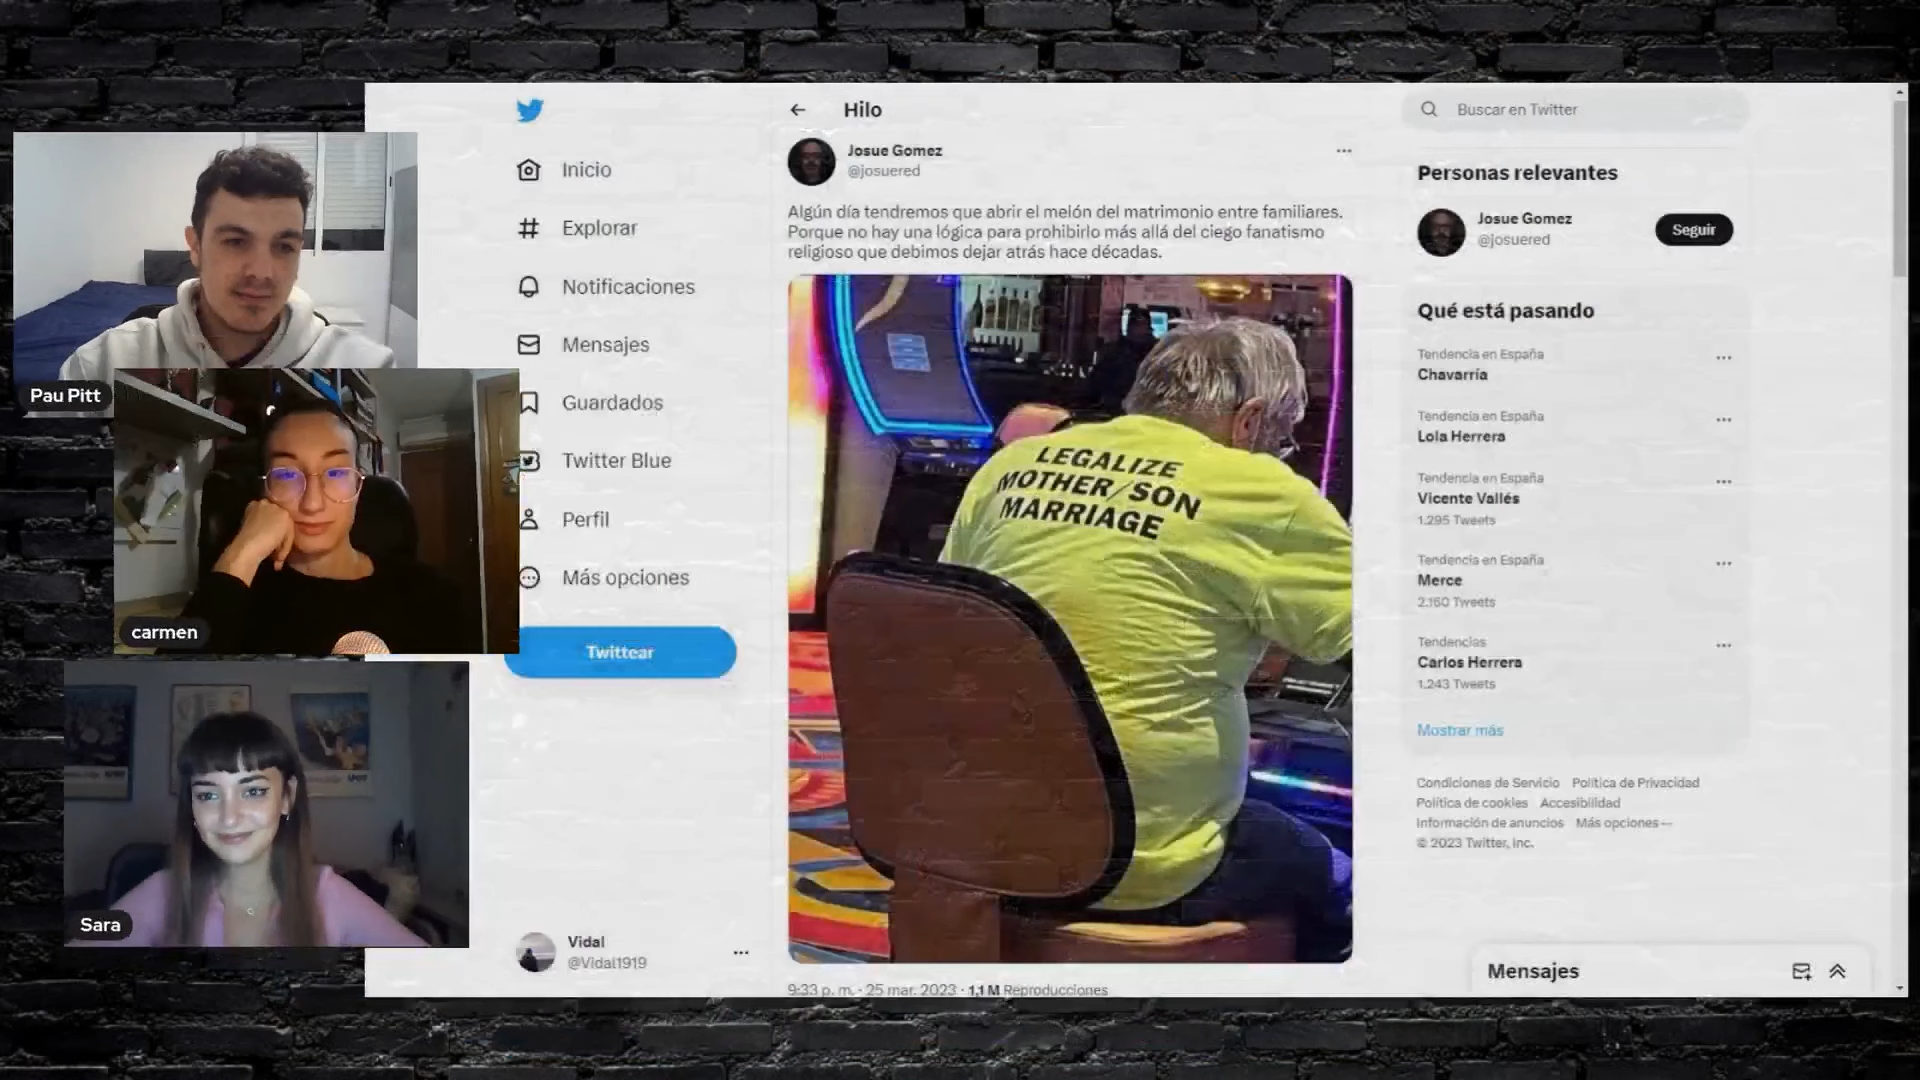 Pau Pitt
carmen
Sara
Inicio
Explorar
Notificaciones
Mensajes
Guardados
Twitter Blue
Perfil
Más opciones
Twittear
Vidal
@Vidal1919
Hilo
Josue Gomez
@josuered
Algún día tendremos que abrir el melón del matrimonio entre familiares.
Porque no hay una lógica para prohibirlo más allá del ciego fanatismo
religioso que debimos dejar atrás hace décadas.
LEGALIZE
MOTHER/SON
MARRIAGE
9:33 p. m. · 25 mar. 2023 · 1,1 M Reproducciones
Buscar en Twitter
Personas relevantes
Josue Gomez
@josuered
Seguir
Qué está pasando
Tendencia en España
Chavarría
Tendencia en España
Lola Herrera
Tendencia en España
Vicente Vallés
1.295 Tweets
Tendencia en España
Merce
2.160 Tweets
Tendencias
Carlos Herrera
1.243 Tweets
Mostrar más
Condiciones de Servicio Política de Privacidad
Política de cookies Accesibilidad
Información de anuncios Más opciones
© 2023 Twitter, Inc.
Mensajes